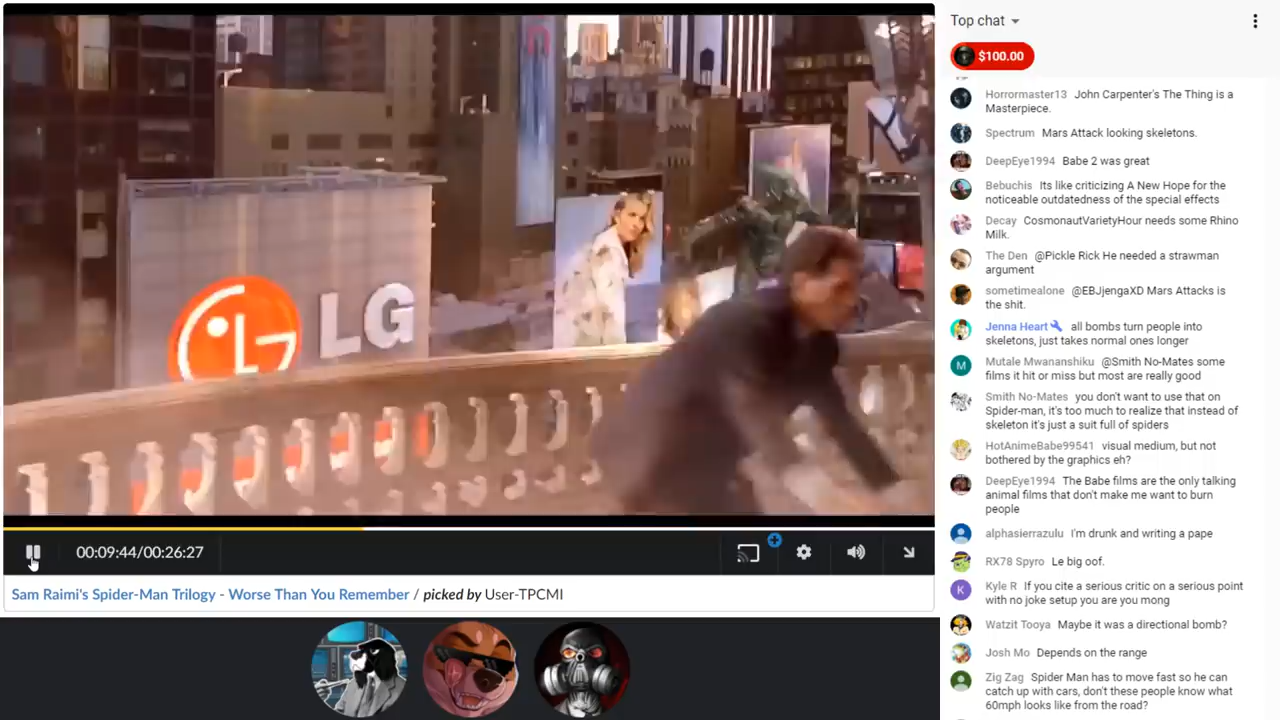 LG
00:09:44/00:26:27
Sam Raimi's Spider-Man Trilogy - Worse Than You Remember / picked by User-TPCMI
Top chat
$100.00
Horrormaster13 John Carpenter's The Thing is a
Masterpiece.
Spectrum Mars Attack looking skeletons.
DeepEye1994 Babe 2 was great
Bebuchis Its like criticizing A New Hope for the
noticeable outdatedness of the special effects
Decay CosmonautVarietyHour needs some Rhino
Milk.
The Den @Pickle Rick He needed a strawman
argument
sometimealone @EBJjengaXD Mars Attacks is
the shit.
Jenna Heart all bombs turn people into
skeletons, just takes normal ones longer
M
Mutale Mwananshiku @Smith No-Mates some
films it hit or miss but most are really good
Smith No-Mates you don't want to use that on
Spider-man, it's too much to realize that instead of
skeleton it's just a suit full of spiders
HotAnimeBabe99541 visual medium, but not
bothered by the graphics eh?
DeepEye1994 The Babe films are the only talking
animal films that don't make me want to burn
people
alphasierrazulu I'm drunk and writing a pape
RX78 Spyro Le big oof.
K
Kyle R If you cite a serious critic on a serious point
with no joke setup you are you mong
Watzit Tooya Maybe it was a directional bomb?
Josh Mo Depends on the range
Zig Zag Spider Man has to move fast so he can
catch up with cars, don't these people know what
60mph looks like from the road?